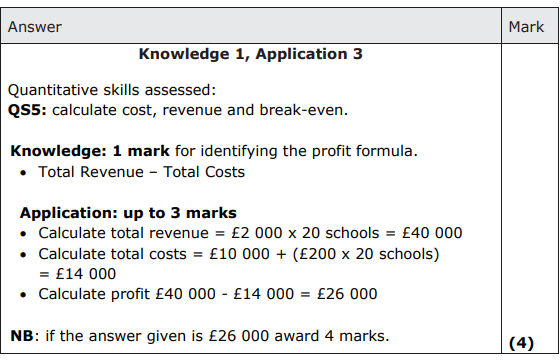 Answer Mark
Knowledge 1, Application 3
Quantitative skills assessed:
QS5: calculate cost, revenue and break-even.
Knowledge: 1 mark for identifying the profit formula.
• Total Revenue – Total Costs
Application: up to 3 marks
• Calculate total revenue = £2 000 x 20 schools = £40 000
• Calculate total costs = £10 000 + (£200 x 20 schools)
= £14 000
• Calculate profit £40 000 - £14 000 = £26 000
NB: if the answer given is £26 000 award 4 marks.
(4)